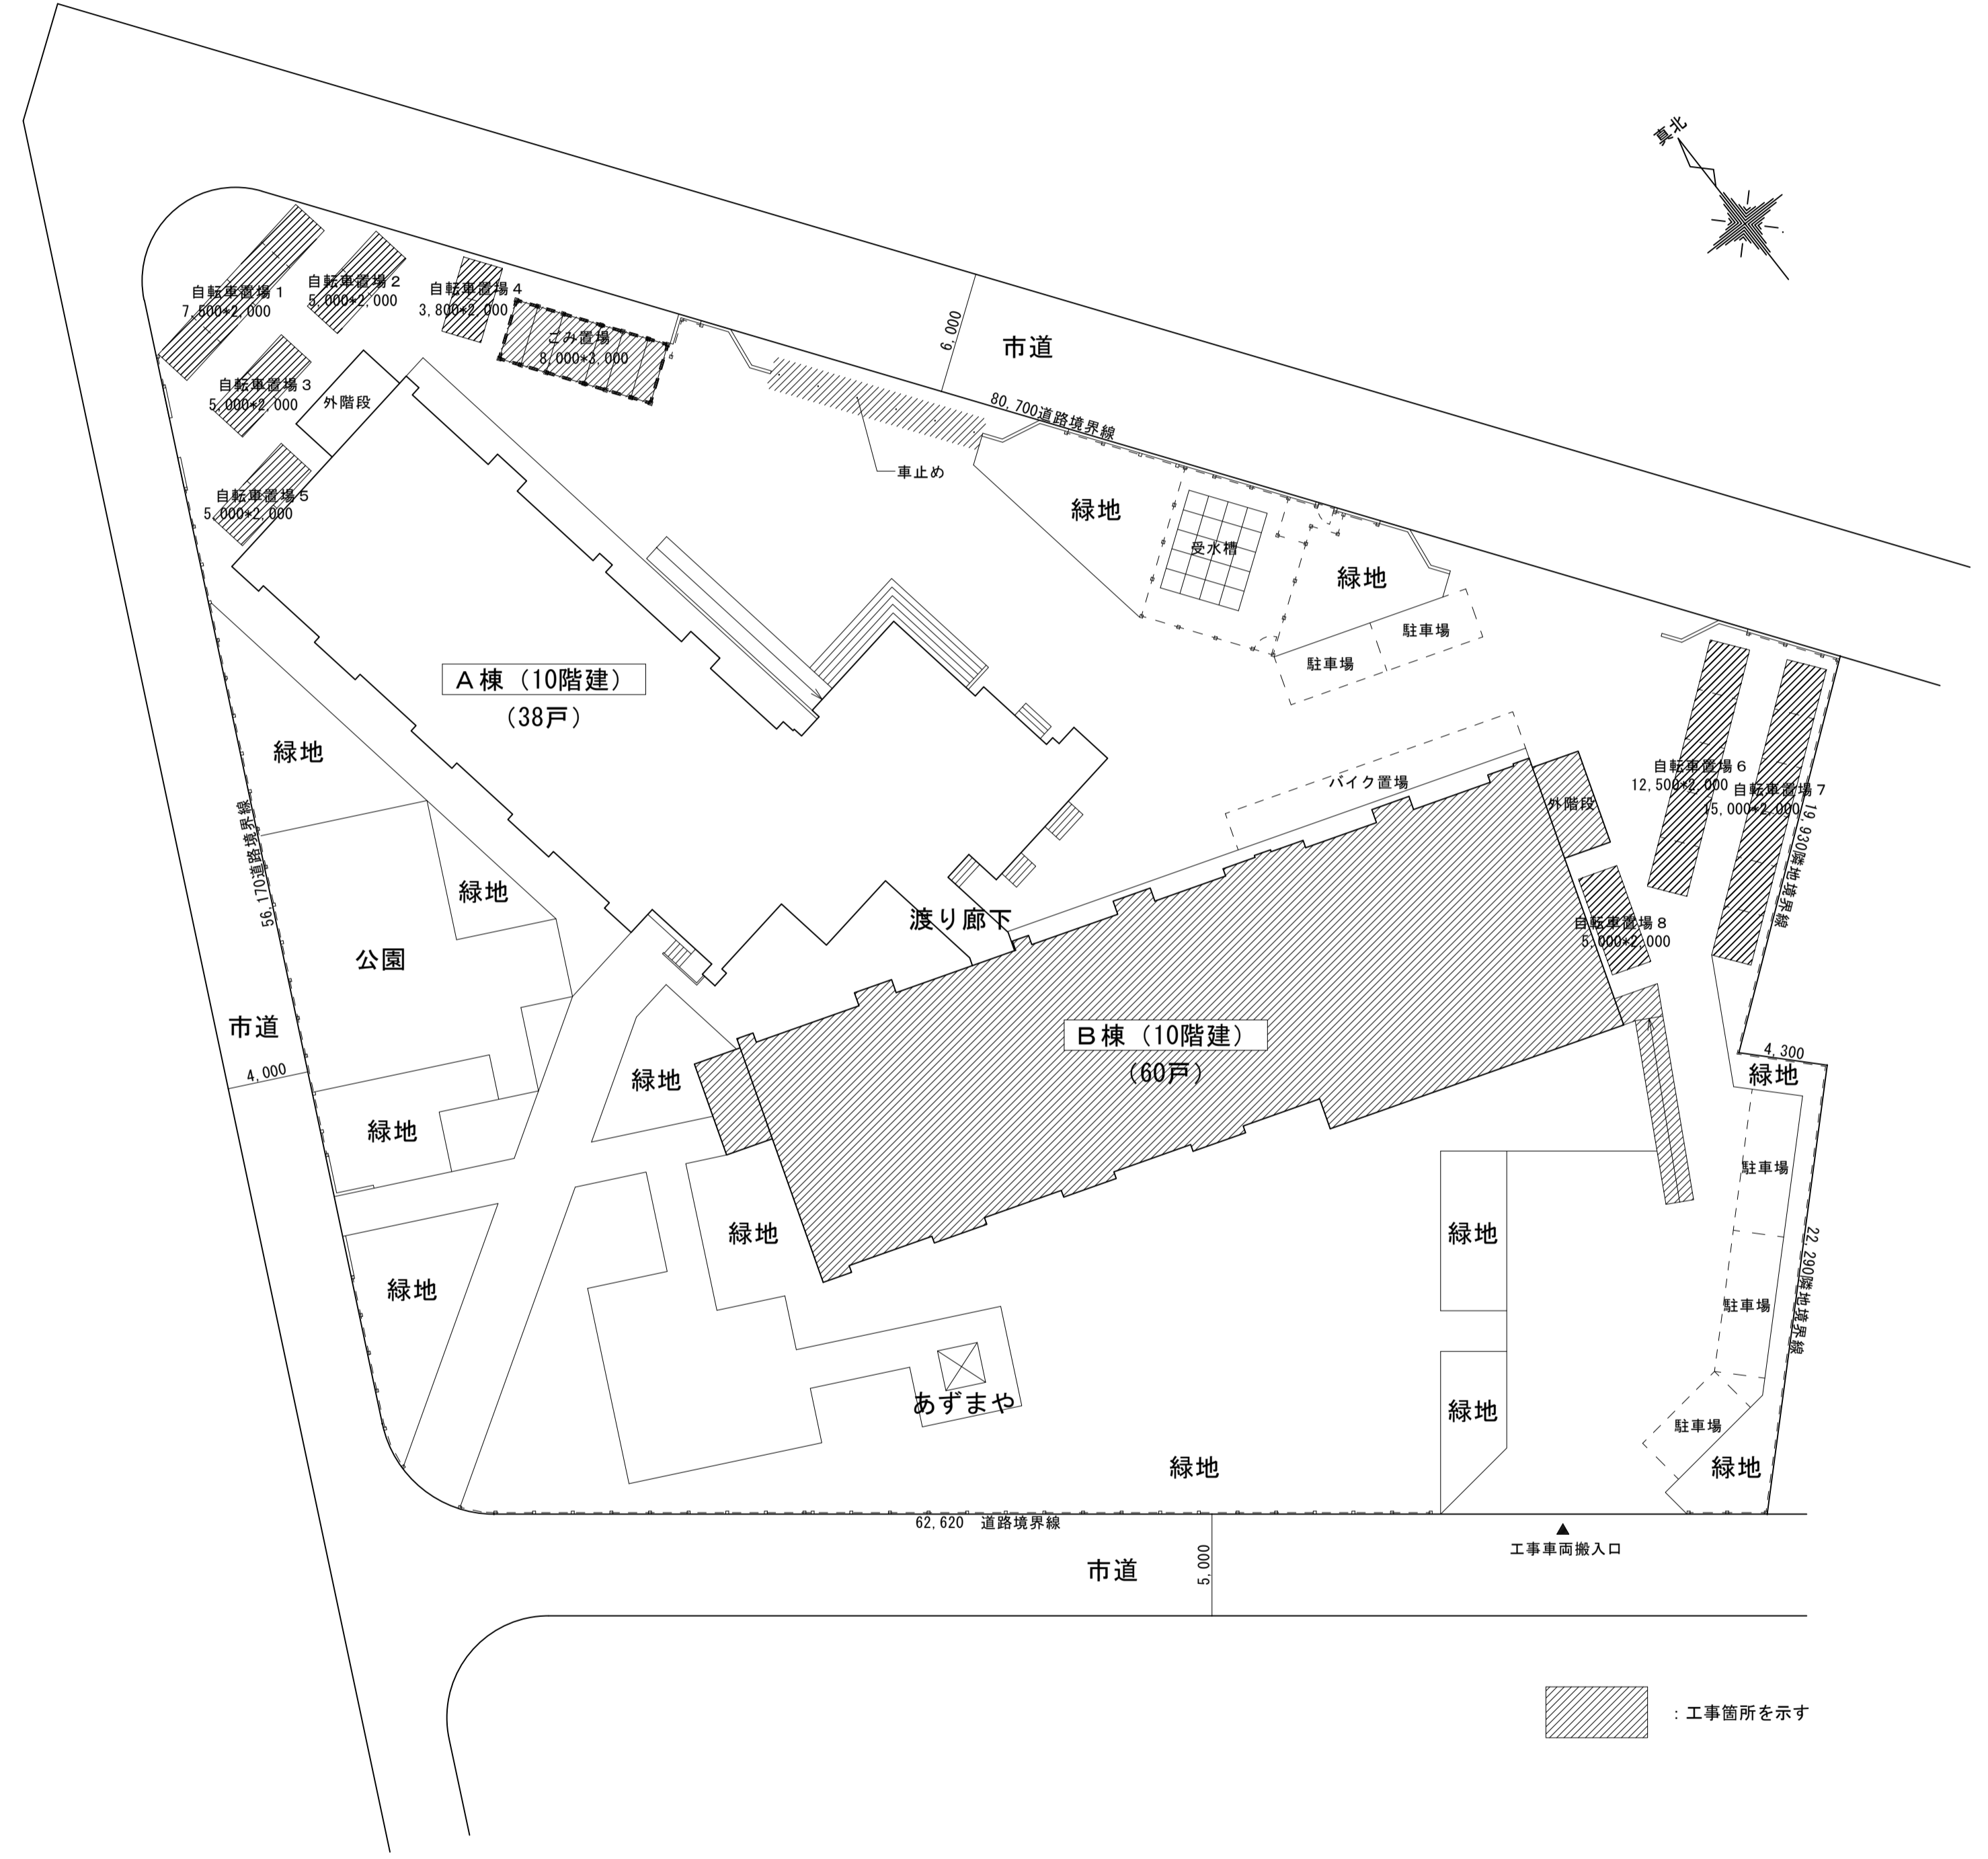 真北
自転車置場１
7,500*2,000
自転車置場２
5,000*2,000
自転車置場４
3,800*2,000
ごみ置場
8,000*3,000
6,000
市道
80,700道路境界線
自転車置場３
5,000*2,000
外階段
車止め
自転車置場５
5,000*2,000
緑地
受水槽
緑地
駐車場
駐車場
Ａ棟（10階建）
（38戸）
緑地
バイク置場
外階段
自転車置場６
12,500*2,000
自転車置場７
15,000*2,000
19,930隣地境界線
56,170道路境界線
緑地
渡り廊下
自転車置場８
5,000*2,000
公園
市道
4,000
Ｂ棟（10階建）
（60戸）
4,300
緑地
緑地
緑地
駐車場
緑地
緑地
緑地
22,290隣地境界線
駐車場
あずまや
緑地
駐車場
緑地
緑地
62,620　道路境界線
市道
5,000
工事車両搬入口
：工事箇所を示す